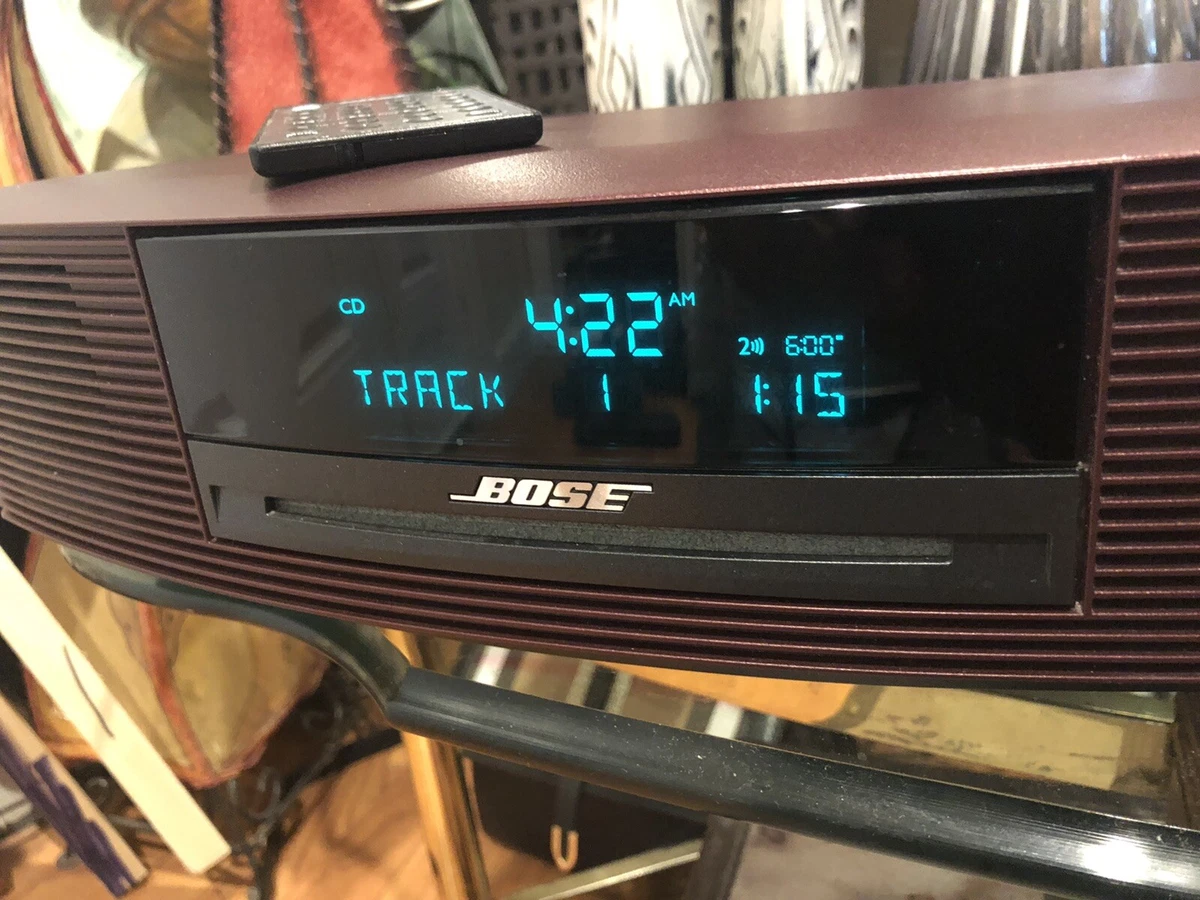 CD 4:22 AM
2 6:00
TRACK 1 1:15
BOSE